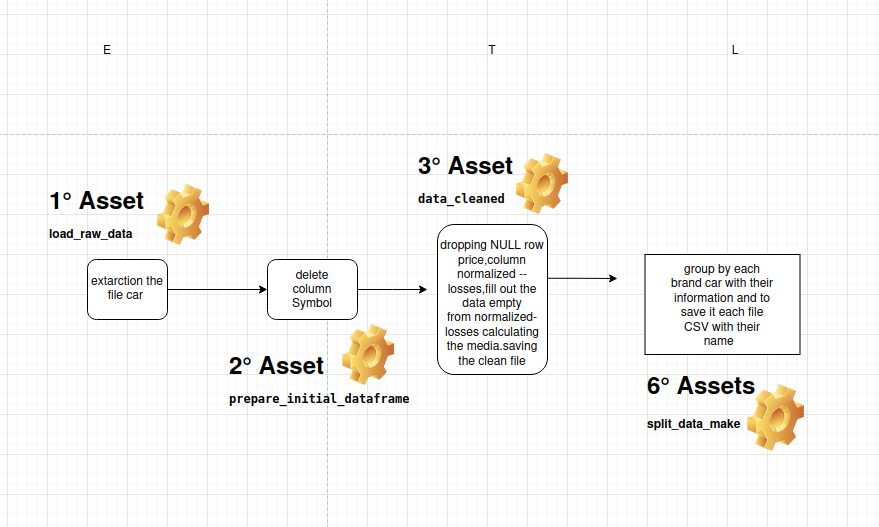 E
T
L
1° Asset
load_raw_data
extarction the
file car
delete
column
Symbol
2° Asset
prepare_initial_dataframe
3° Asset
data_cleaned
dropping NULL row
price,column
normalized --
losses,fill out the
data empty
from normalized-
losses calculating
the media.saving
the clean file
group by each
brand car with their
information and to
save it each file
CSV with their
name
6° Assets
split_data_make